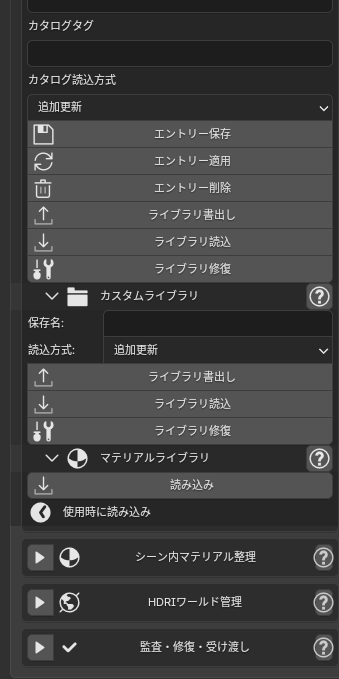 カタログタグ
カタログ読込方式
追加更新
エントリー保存
エントリー適用
エントリー削除
ライブラリ書出し
ライブラリ読込
ライブラリ修復
カスタムライブラリ
?
保存名:
読込方式: 追加更新
ライブラリ書出し
ライブラリ読込
ライブラリ修復
マテリアルライブラリ
?
読み込み
使用時に読み込み
シーン内マテリアル整理
?
HDRIワールド管理
?
監査・修復・受け渡し
?